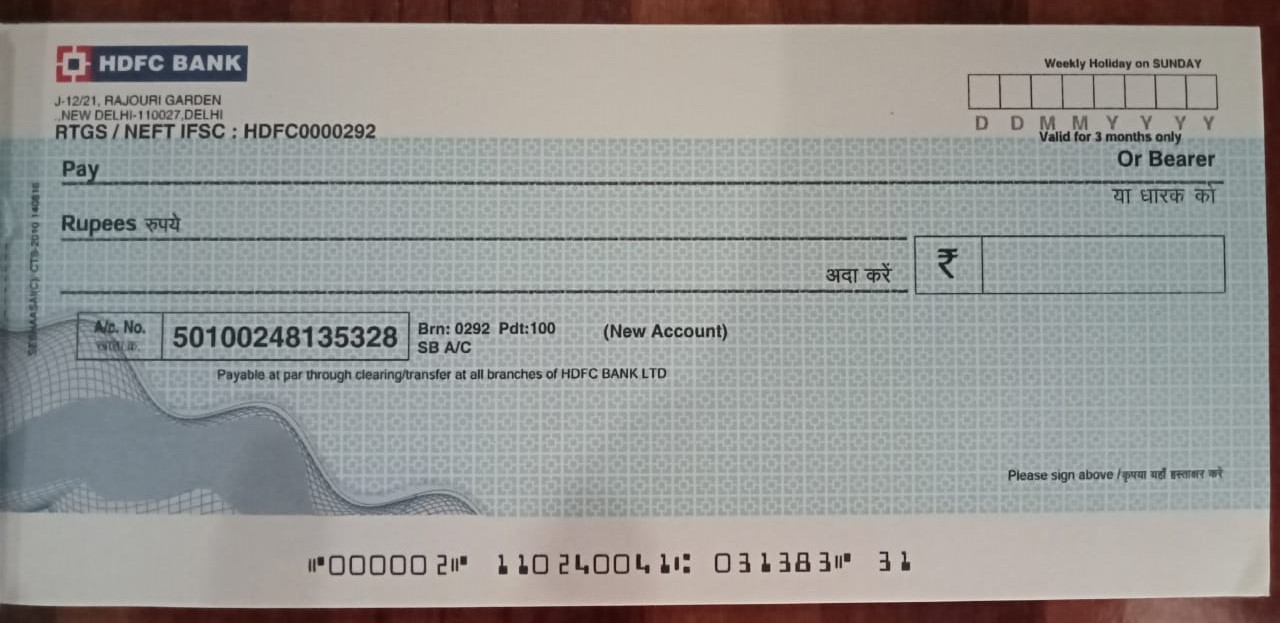 HDFC BANK
Weekly Holiday on SUNDAY
J-12/21, RAJOURI GARDEN
.,NEW DELHI-110027,DELHI
RTGS / NEFT IFSC : HDFC0000292
D D M M Y Y Y Y
Valid for 3 months only
Pay
Or Bearer
या धारक को
Rupees रुपये
अदा करें
₹
A/c. No.
50100248135328
Brn: 0292 Pdt:100
SB A/C
(New Account)
Payable at par through clearing/transfer at all branches of HDFC BANK LTD
Please sign above /कृपया यहाँ हस्ताक्षर करें
⑈000002⑈ 110240041⑆ 031383⑈ 31
CTS-2010 140816